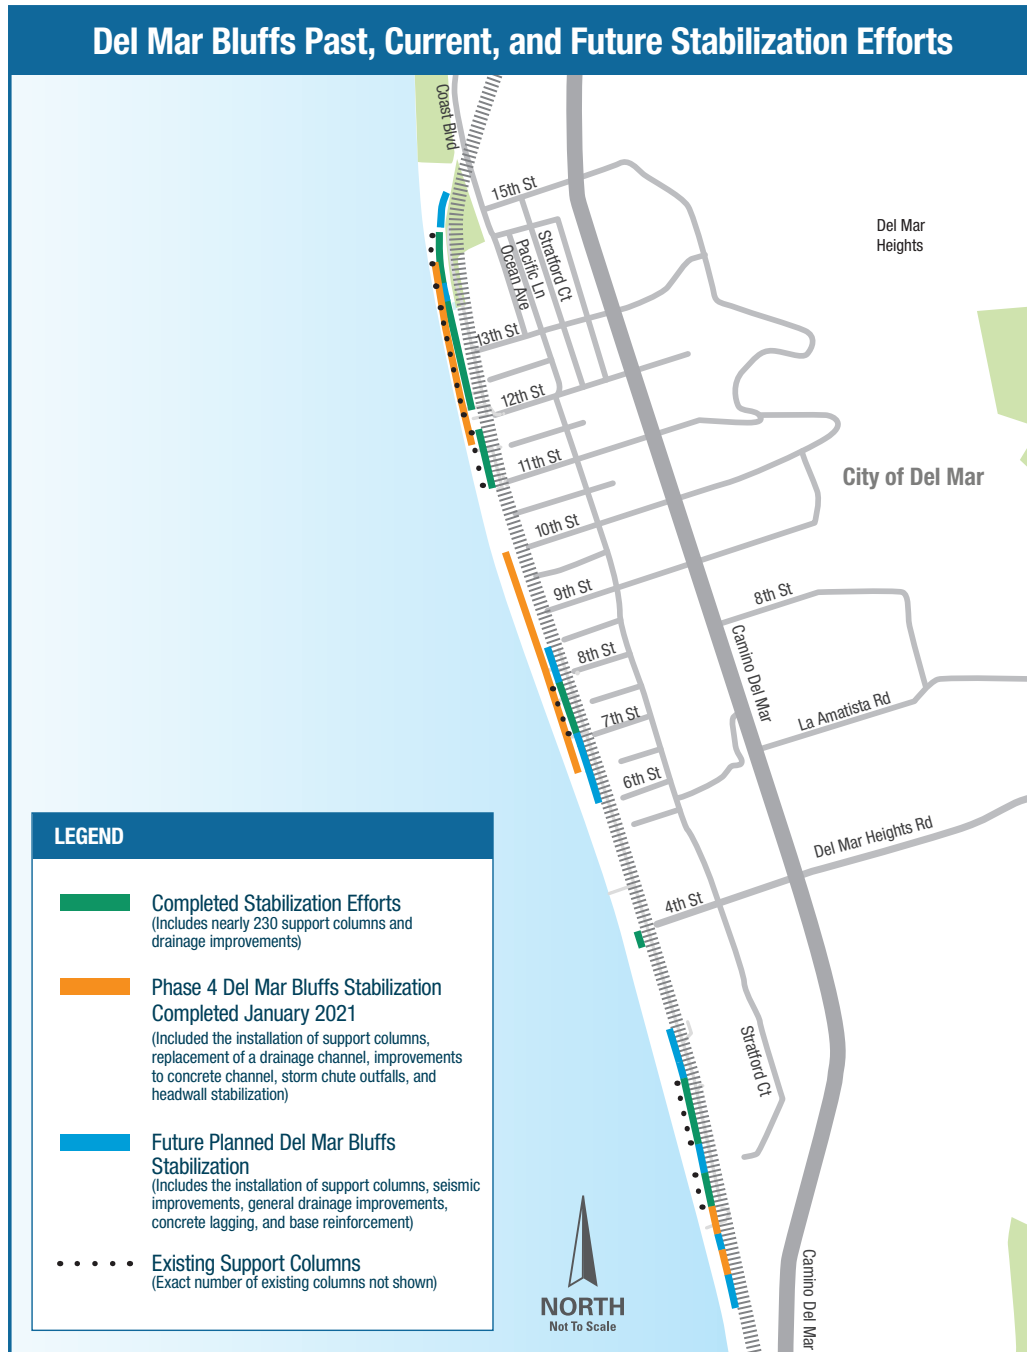 Del Mar Bluffs Past, Current, and Future Stabilization Efforts
Coast Blvd
15th St
Del Mar
Heights
Stratford Ct
Pacific Ln
Ocean Ave
13th St
12th St
11th St
City of Del Mar
10th St
9th St
8th St
8th St
Camino Del Mar
7th St
La Amatista Rd
6th St
Del Mar Heights Rd
4th St
Stratford Ct
Camino Del Mar
LEGEND
Completed Stabilization Efforts
(Includes nearly 230 support columns and
drainage improvements)
Phase 4 Del Mar Bluffs Stabilization
Completed January 2021
(Included the installation of support columns,
replacement of a drainage channel, improvements
to concrete channel, storm chute outfalls, and
headwall stabilization)
Future Planned Del Mar Bluffs
Stabilization
(Includes the installation of support columns, seismic
improvements, general drainage improvements,
concrete lagging, and base reinforcement)
Existing Support Columns
(Exact number of existing columns not shown)
NORTH
Not To Scale